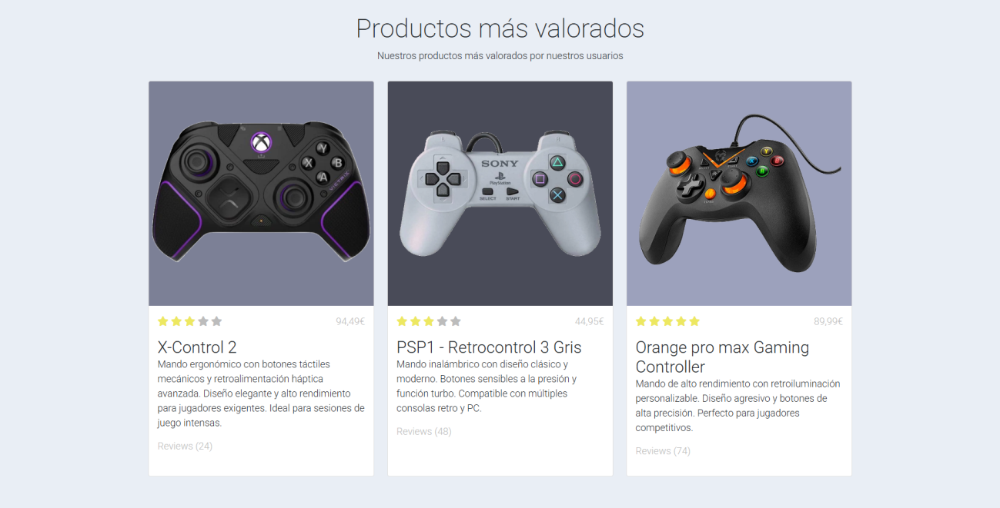 Productos más valorados
Nuestros productos más valorados por nuestros usuarios
Y
X
B
A
VICTRIX
SONY
PlayStation
SELECT
START
Y
X
B
A
94,49€
X-Control 2
Mando ergonómico con botones táctiles
mecánicos y retroalimentación háptica
avanzada. Diseño elegante y alto rendimiento
para jugadores exigentes. Ideal para sesiones de
juego intensas.
Reviews (24)
44,95€
PSP1 - Retrocontrol 3 Gris
Mando inalámbrico con diseño clásico y
moderno. Botones sensibles a la presión y
función turbo. Compatible con múltiples
consolas retro y PC.
Reviews (48)
89,99€
Orange pro max Gaming
Controller
Mando de alto rendimiento con retroiluminación
personalizable. Diseño agresivo y botones de
alta precisión. Perfecto para jugadores
competitivos.
Reviews (74)